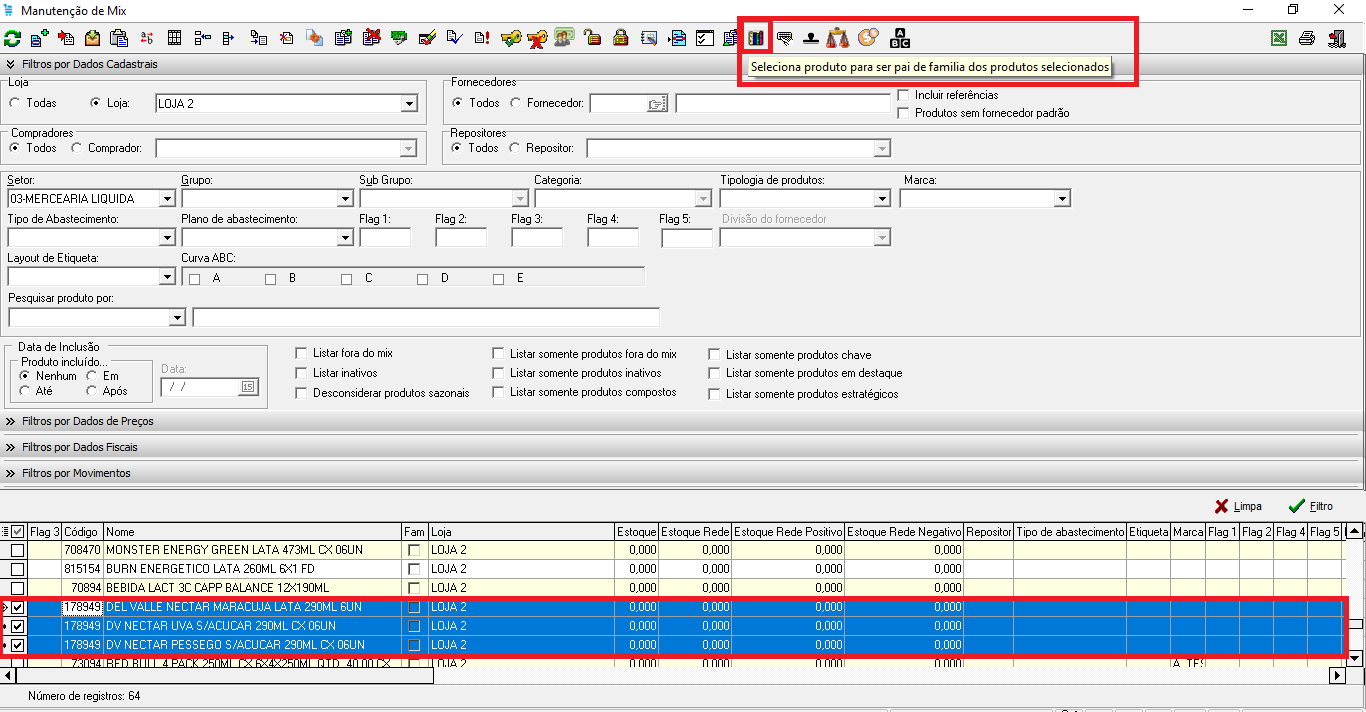 Manutenção de Mix
A
B C
Filtros por Dados Cadastrais
Seleciona produto para ser pai de familia dos produtos selecionados
Loja
Todas Loja: LOJA 2
Fornecedores
Todos Fornecedor:
Incluir referências
Produtos sem fornecedor padrão
Compradores
Todos Comprador:
Repositores
Todos Repositor:
Setor: Grupo: Sub Grupo: Categoria: Tipologia de produtos: Marca:
03-MERCEARIA LIQUIDA
Tipo de Abastecimento: Plano de abastecimento: Flag 1: Flag 2: Flag 3: Flag 4: Flag 5: Divisão do fornecedor
Layout de Etiqueta: Curva ABC:
A B C D E
Pesquisar produto por:
Data de Inclusão
Produto incluído...
Nenhum Em
Até Após
Data:
/ / 15
Listar fora do mix
Listar inativos
Desconsiderar produtos sazonais
Listar somente produtos fora do mix
Listar somente produtos inativos
Listar somente produtos compostos
Listar somente produtos chave
Listar somente produtos em destaque
Listar somente produtos estratégicos
Filtros por Dados de Preços
Filtros por Dados Fiscais
Filtros por Movimentos
Limpa Filtro
Flag 3 Código Nome Fam Loja Estoque Estoque Rede Estoque Rede Positivo Estoque Rede Negativo Repositor Tipo de abastecimento Etiqueta Marca Flag 1 Flag 2 Flag 4 Flag 5
708470 MONSTER ENERGY GREEN LATA 473ML CX 06UN LOJA 2 0,000 0,000 0,000 0,000
815154 BURN ENERGETICO LATA 260ML 6X1 FD LOJA 2 0,000 0,000 0,000 0,000
70894 BEBIDA LACT 3C CAPP BALANCE 12X190ML LOJA 2 0,000 0,000 0,000 0,000
178949 DEL VALLE NECTAR MARACUJA LATA 290ML 6UN LOJA 2 0,000 0,000 0,000 0,000
178949 DV NECTAR UVA S/ACUCAR 290ML CX 06UN LOJA 2 0,000 0,000 0,000 0,000
178949 DV NECTAR PESSEGO S/ACUCAR 290ML CX 06UN LOJA 2 0,000 0,000 0,000 0,000
73094 RED BULL 4 PACK 250ML CX 6X4X250ML QTD. 40,00 CX LOJA 2 0,000 0,000 0,000 0,000
Número de registros: 64